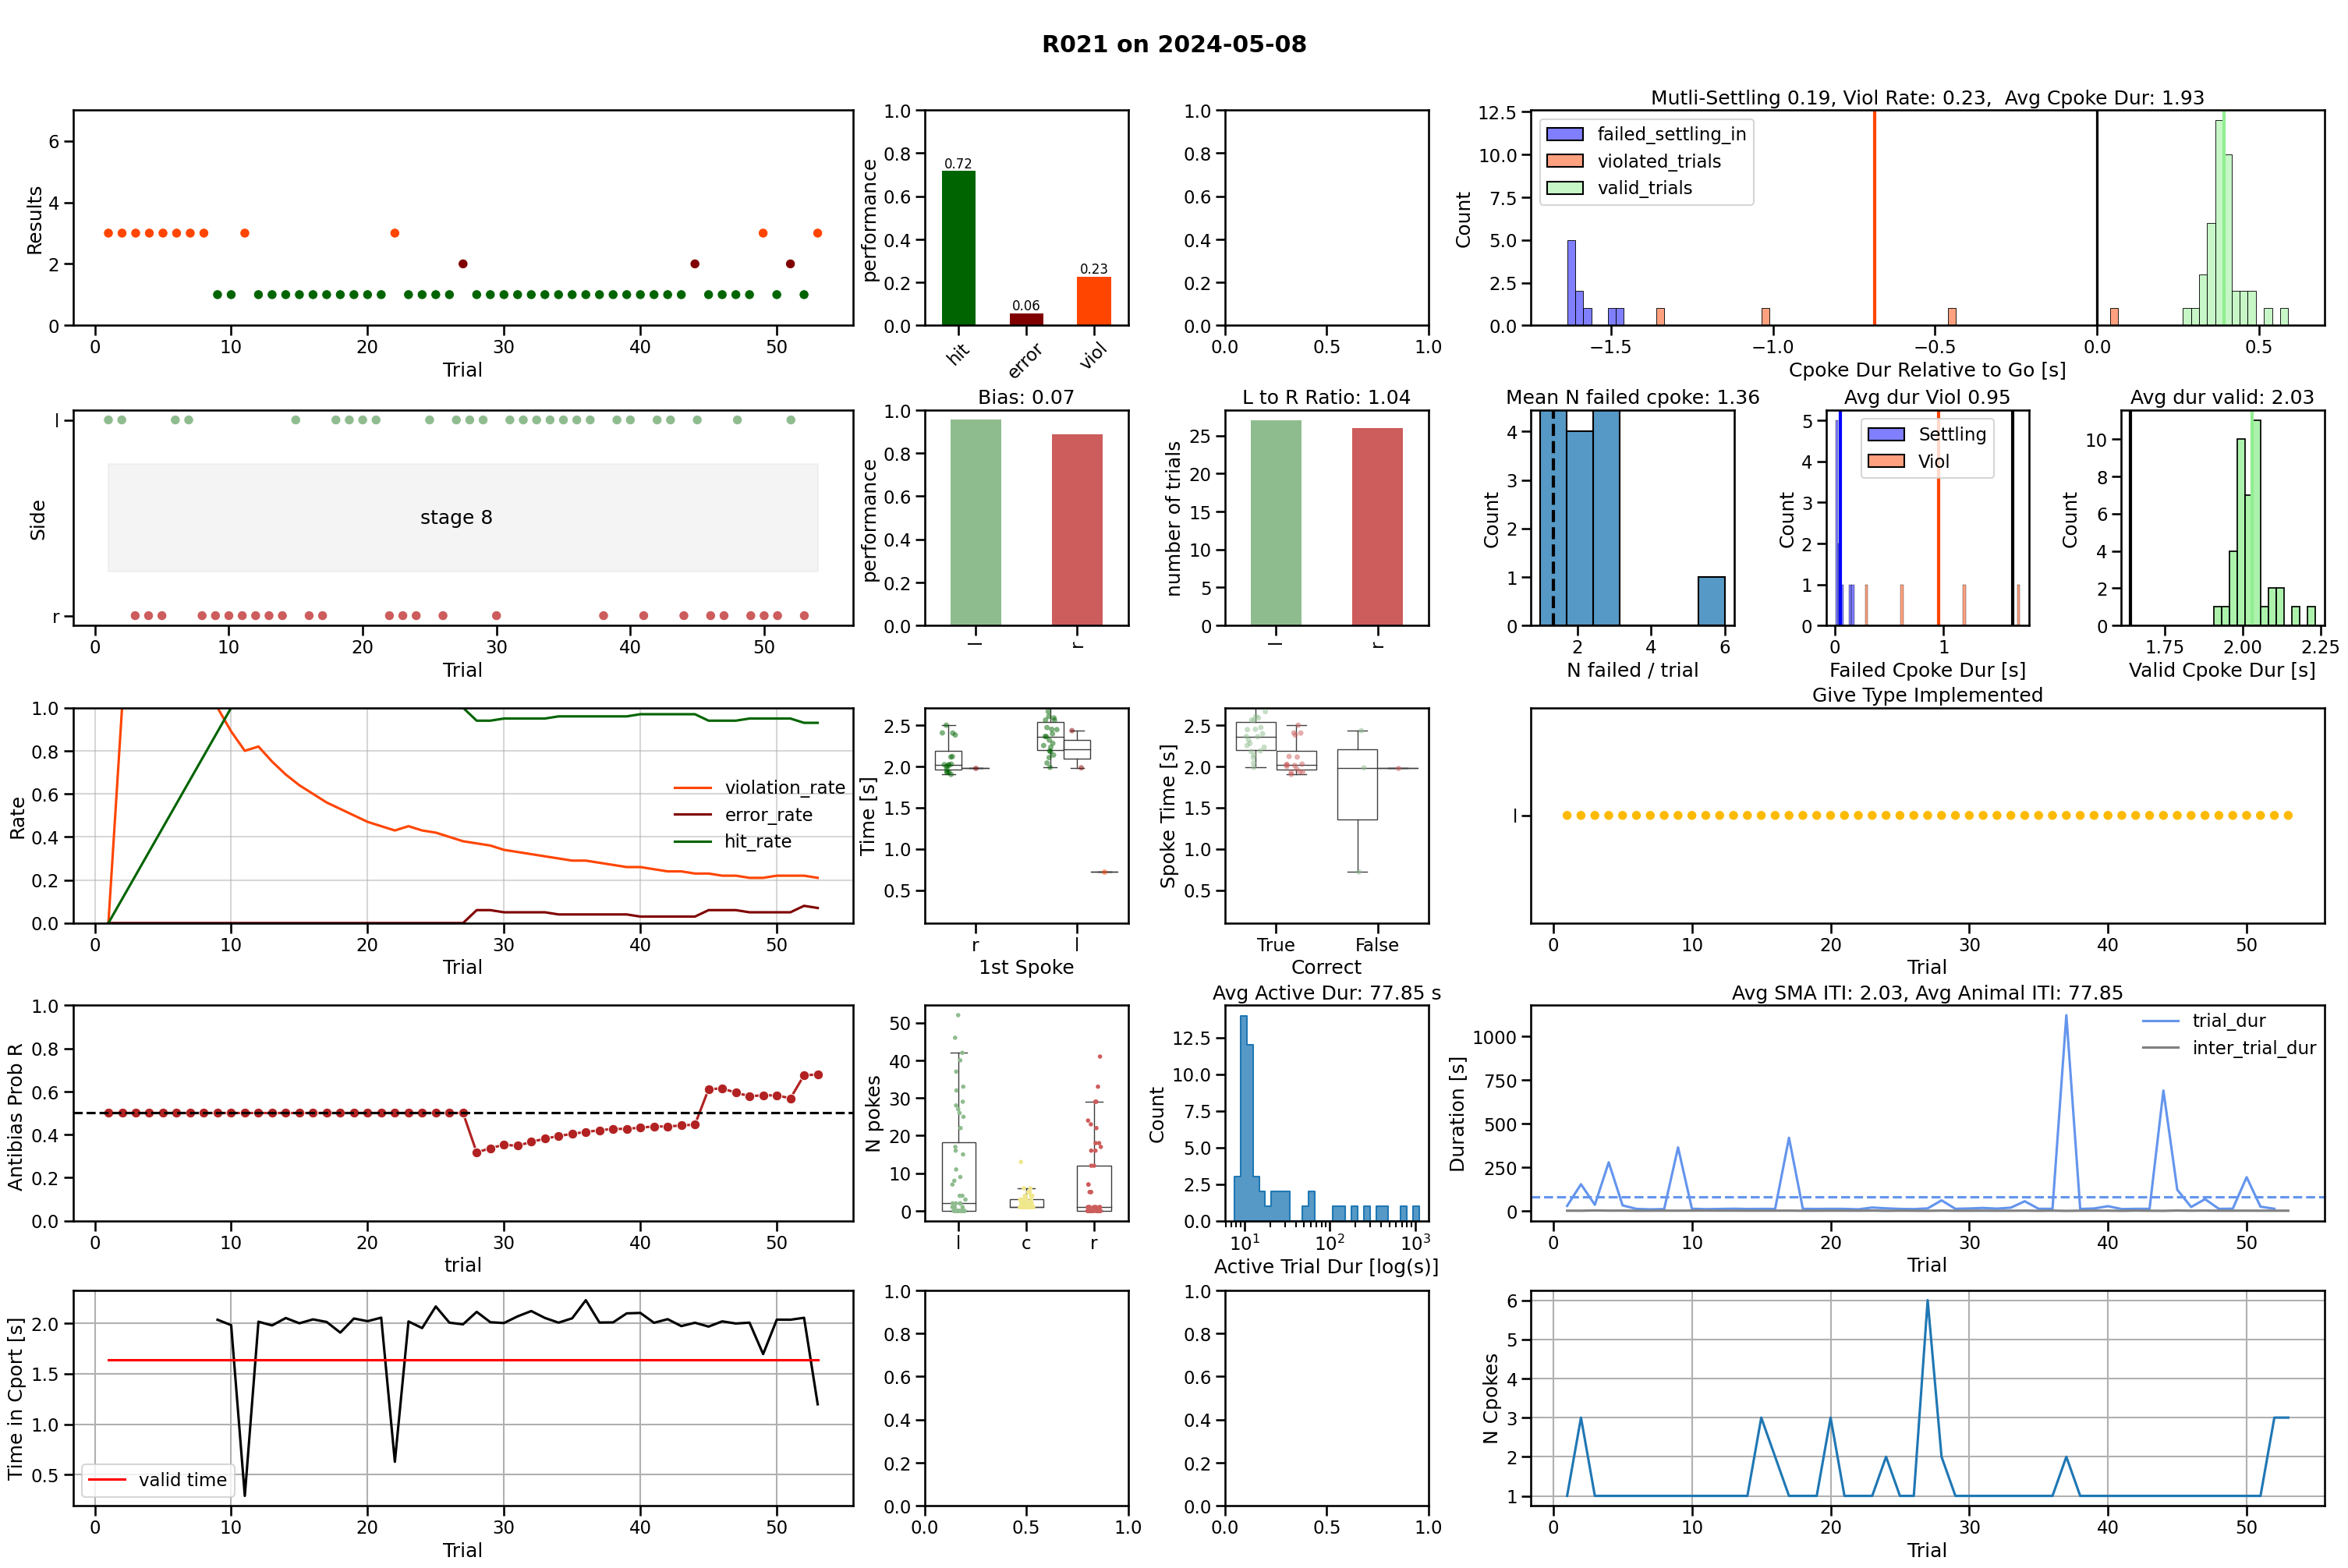 R021 on 2024-05-08
Results
6
4
2
0
0 10 20 30 40 50
Trial
performance
1.0
0.8
0.6
0.4
0.2
0.0
0.72
0.06
0.23
hit error viol
1.0
0.8
0.6
0.4
0.2
0.0
0.0 0.5 1.0
Mutli-Settling 0.19, Viol Rate: 0.23, Avg Cpoke Dur: 1.93
Count
12.5
10.0
7.5
5.0
2.5
0.0
failed_settling_in
violated_trials
valid_trials
−1.5 −1.0 −0.5 0.0 0.5
Cpoke Dur Relative to Go [s]
Side
l
r
stage 8
0 10 20 30 40 50
Trial
Bias: 0.07
performance
1.0
0.8
0.6
0.4
0.2
0.0
l r
L to R Ratio: 1.04
number of trials
25
20
15
10
5
0
l r
Mean N failed cpoke: 1.36
Count
4
3
2
1
0
2 4 6
N failed / trial
Avg dur Viol 0.95
Count
5
4
3
2
1
0
Settling
Viol
0 1
Failed Cpoke Dur [s]
Avg dur valid: 2.03
Count
10
8
6
4
2
0
1.75 2.00 2.25
Valid Cpoke Dur [s]
Rate
1.0
0.8
0.6
0.4
0.2
0.0
violation_rate
error_rate
hit_rate
0 10 20 30 40 50
Trial
Time [s]
2.5
2.0
1.5
1.0
0.5
r l
1st Spoke
Spoke Time [s]
2.5
2.0
1.5
1.0
0.5
True False
Correct
Give Type Implemented
l
0 10 20 30 40 50
Trial
Antibias Prob R
1.0
0.8
0.6
0.4
0.2
0.0
0 10 20 30 40 50
trial
N pokes
50
40
30
20
10
0
l c r
Avg Active Dur: 77.85 s
Count
12.5
10.0
7.5
5.0
2.5
0.0
10¹ 10² 10³
Active Trial Dur [log(s)]
Avg SMA ITI: 2.03, Avg Animal ITI: 77.85
Duration [s]
1000
750
500
250
0
trial_dur
inter_trial_dur
0 10 20 30 40 50
Trial
Time in Cport [s]
2.0
1.5
1.0
0.5
valid time
0 10 20 30 40 50
Trial
1.0
0.8
0.6
0.4
0.2
0.0
0.0 0.5 1.0
1.0
0.8
0.6
0.4
0.2
0.0
0.0 0.5 1.0
N Cpokes
6
5
4
3
2
1
0 10 20 30 40 50
Trial